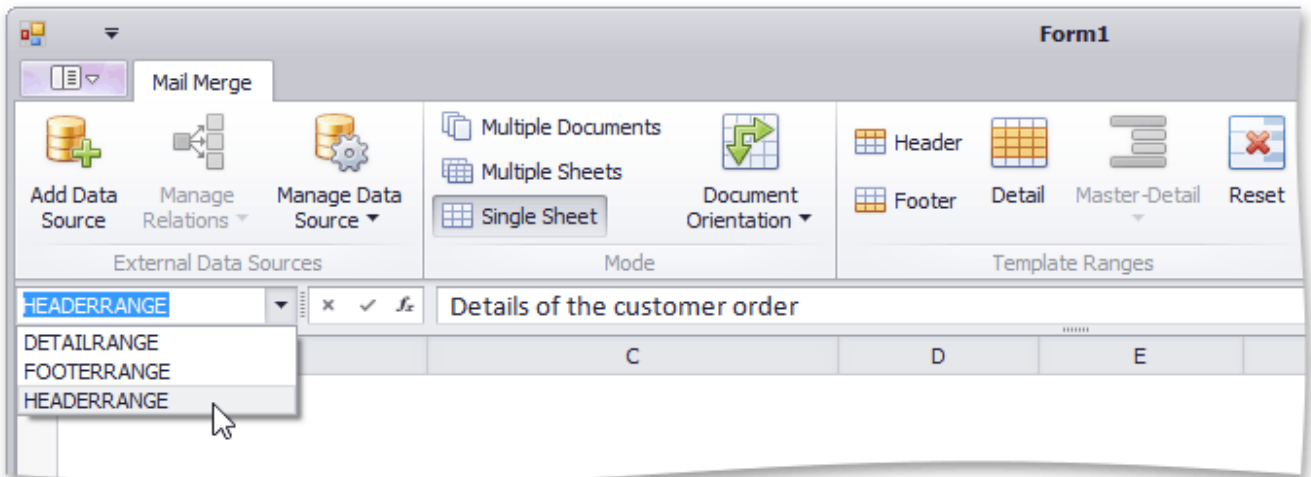 Form1
Mail Merge
Multiple Documents
Multiple Sheets
Single Sheet
Add Data Source
Manage Relations
Manage Data Source
Document Orientation
Header
Footer
Detail
Master-Detail
Reset
External Data Sources
Mode
Template Ranges
HEADERRANGE
fx
Details of the customer order
DETAILRANGE
FOOTERRANGE
HEADERRANGE
C
D
E